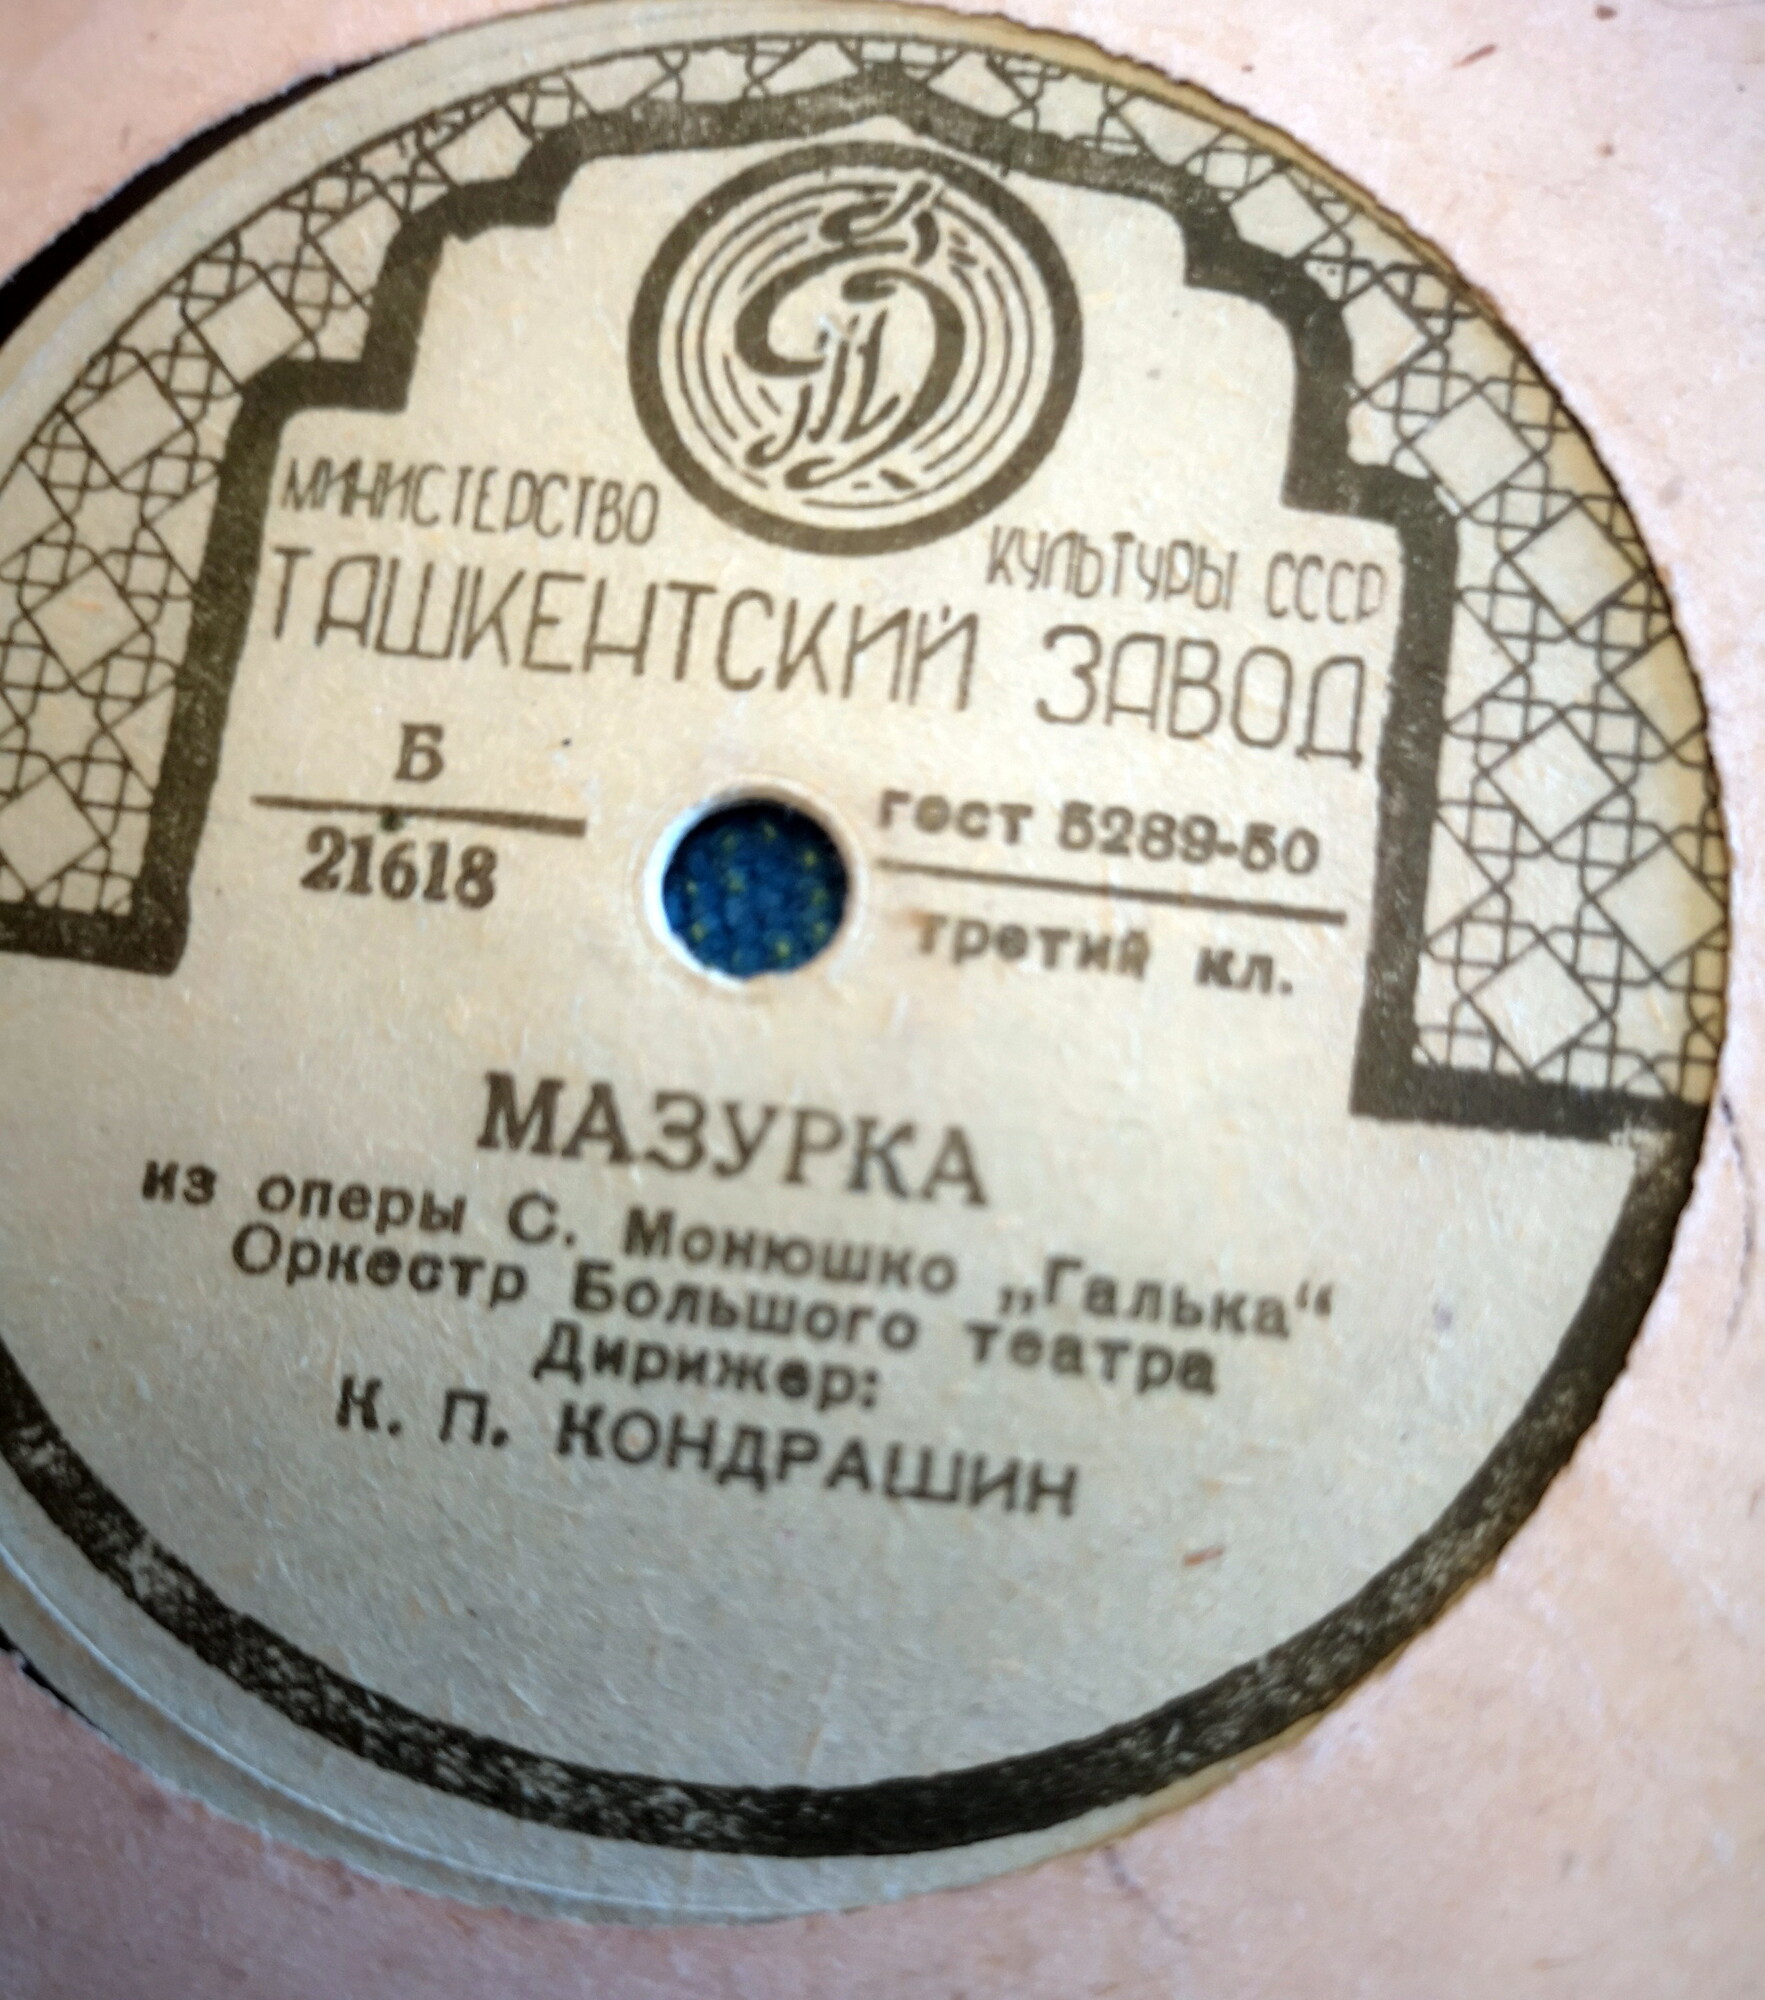 МИНИСТЕРСТВО КУЛЬТУРЫ СССР
ТАШКЕНТСКИЙ ЗАВОД
Б
21618
гост 5289-50
третий кл.
МАЗУРКА
из оперы С. Монюшко „Галька“
Оркестр Большого театра
Дирижер:
К. П. КОНДРАШИН